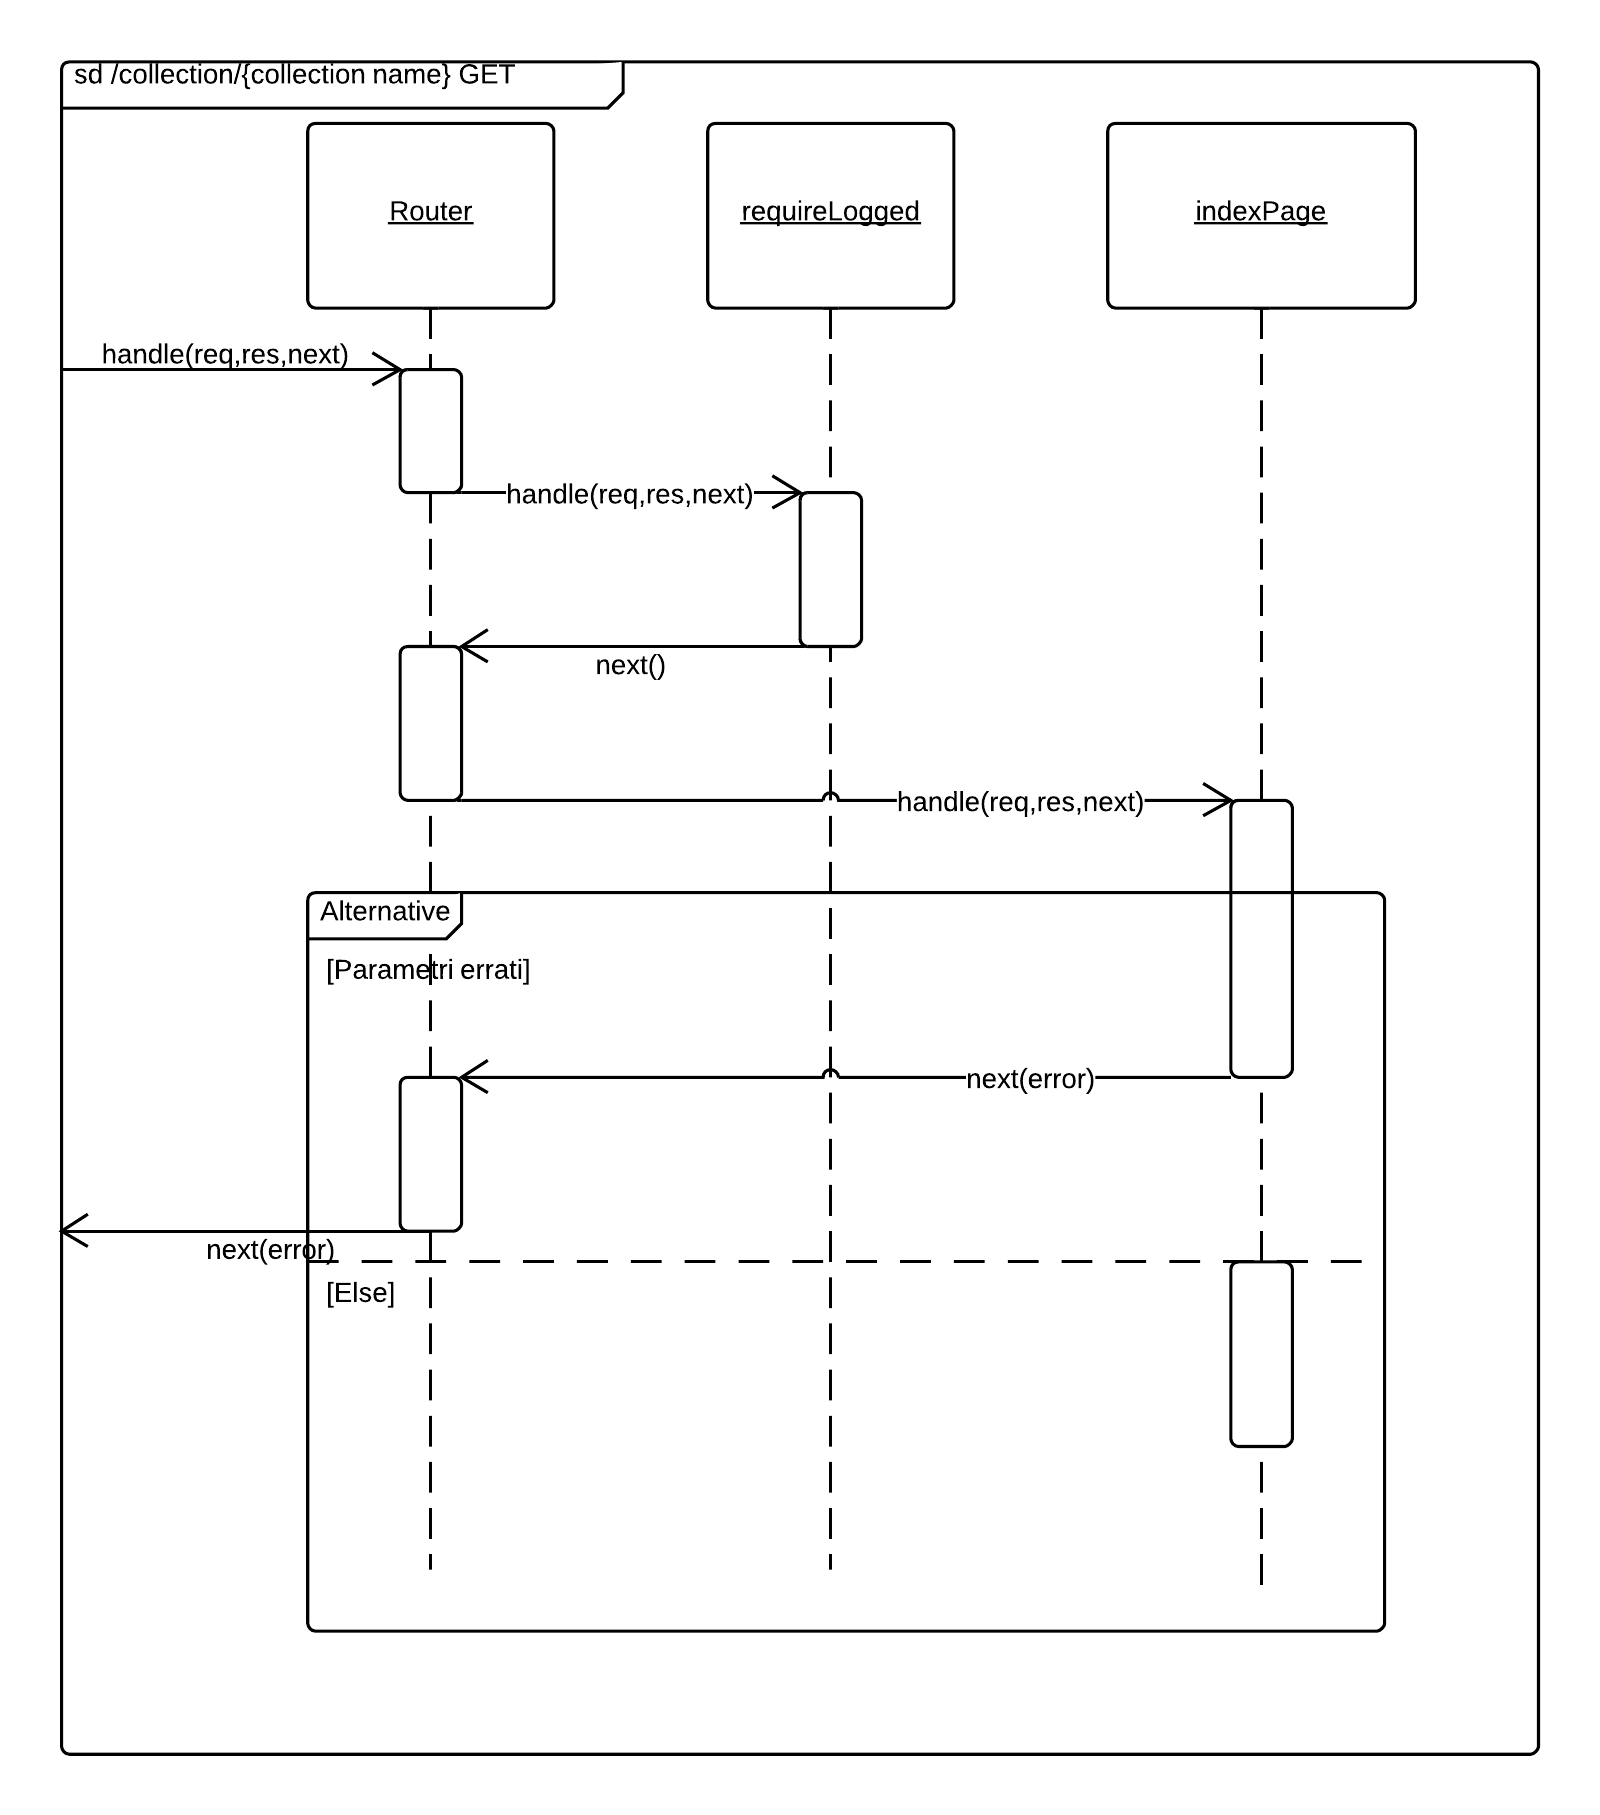 sd /collection/{collection name} GET
Router
requireLogged
indexPage
handle(req,res,next)
handle(req,res,next)
next()
handle(req,res,next)
Alternative
[Parametri errati]
next(error)
next(error)
[Else]